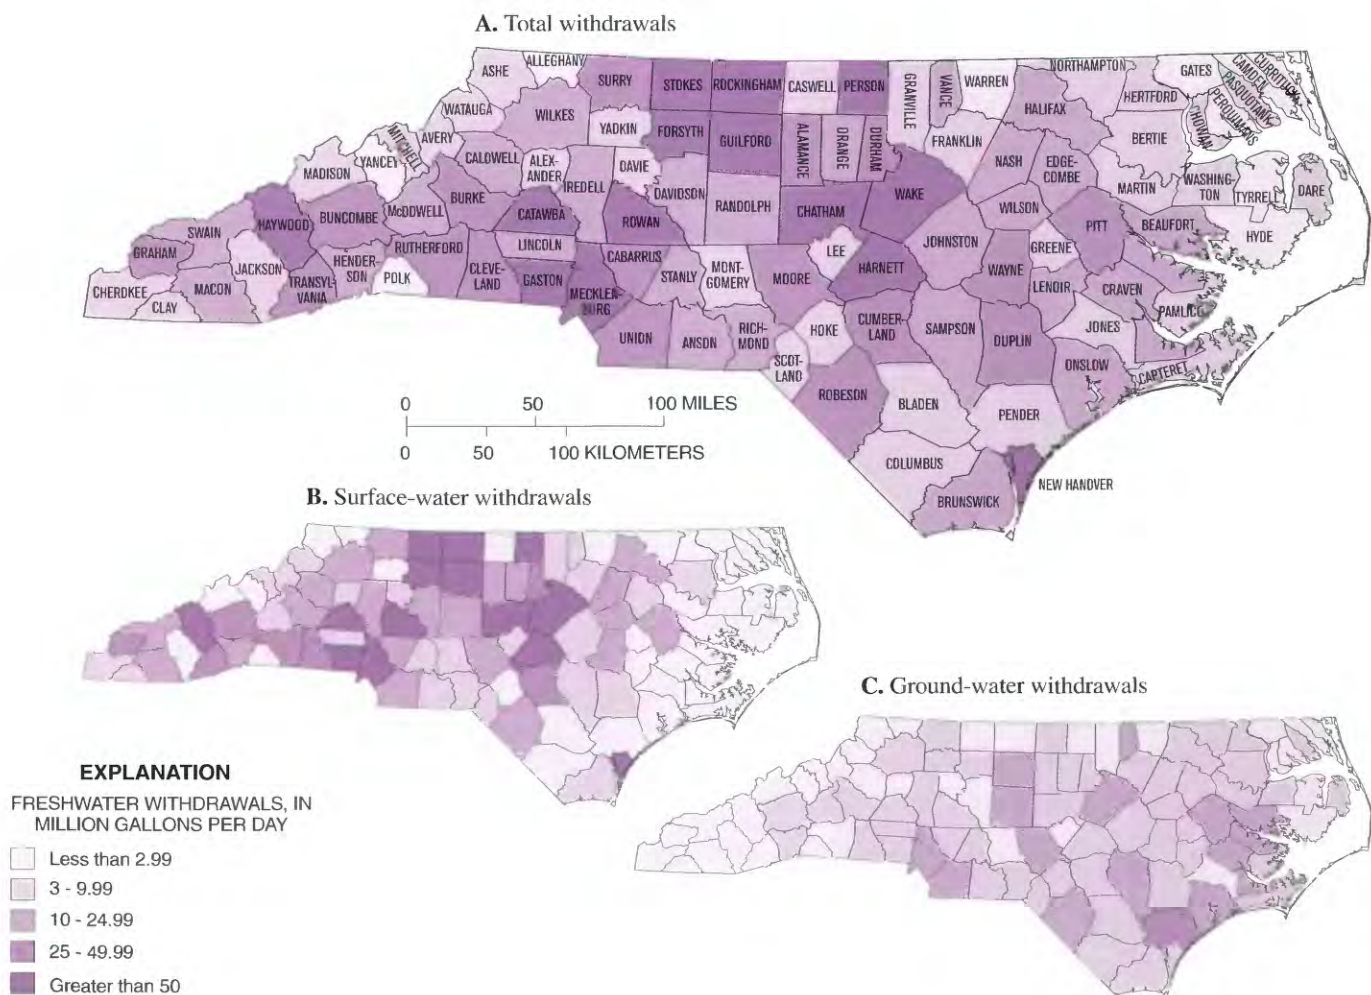 A. Total withdrawals
ASHE
ALLEGHANY
SURRY
STOKES
ROCKINGHAM
CASWELL
PERSON
GRANVILLE
VANCE
WARREN
NORTHAMPTON
GATES
CURRITUCK
CAMDEN
PASQUOTANK
PERQUIMANS
CHOWAN
HERTFORD
HALIFAX
WATAUGA
WILKES
YADKIN
FORSYTH
GUILFORD
ALAMANCE
ORANGE
DURHAM
FRANKLIN
BERTIE
MITCHELL
AVERY
YANCEY
CALDWELL
ALEX-
ANDER
IREDELL
DAVIE
DAVIDSON
RANDOLPH
NASH
EDGE-
COMBE
MARTIN
WASHING-
TON
TYRRELL
DARE
MADISON
HAYWOOD
BUNCOMBE
McDOWELL
BURKE
CATAWBA
ROWAN
CHATHAM
WAKE
WILSON
PITT
BEAUFORT
HYDE
SWAIN
GRAHAM
JACKSON
HENDER-
SON
RUTHERFORD
LINCOLN
CABARRUS
LEE
JOHNSTON
GREENE
CHERKOEE
CLAY
MACON
TRANSYL-
VANIA
POLK
CLEVE-
LAND
GASTON
MECKLEN-
BURG
STANLY
MONT-
GOMERY
MOORE
HARNETT
WAYNE
LENOIR
CRAVEN
PAMLICO
UNION
ANSON
RICH-
MOND
SCOT-
LAND
HOKE
CUMBER-
LAND
SAMPSON
DUPLIN
JONES
ONSLOW
CARTERET
ROBESON
BLADEN
PENDER
COLUMBUS
BRUNSWICK
NEW HANOVER
0 50 100 MILES
0 50 100 KILOMETERS
B. Surface-water withdrawals
C. Ground-water withdrawals
EXPLANATION
FRESHWATER WITHDRAWALS, IN
MILLION GALLONS PER DAY
Less than 2.99
3 - 9.99
10 - 24.99
25 - 49.99
Greater than 50